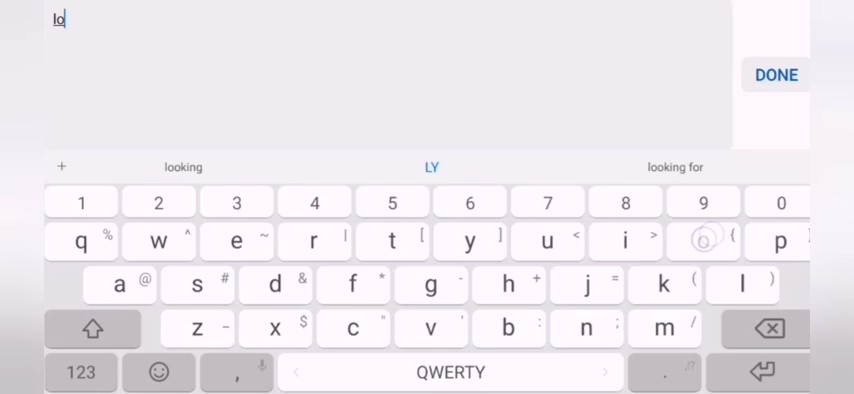 lo
DONE
+ looking LY looking for
1 2 3 4 5 6 7 8 9 0
q % w ^ e ~ r | t [ y ] u < i > o { p
a @ s # d & f * g - h + j = k ( l )
z _ x $ c " v ' b : n ; m /
123 , < QWERTY > . .!?